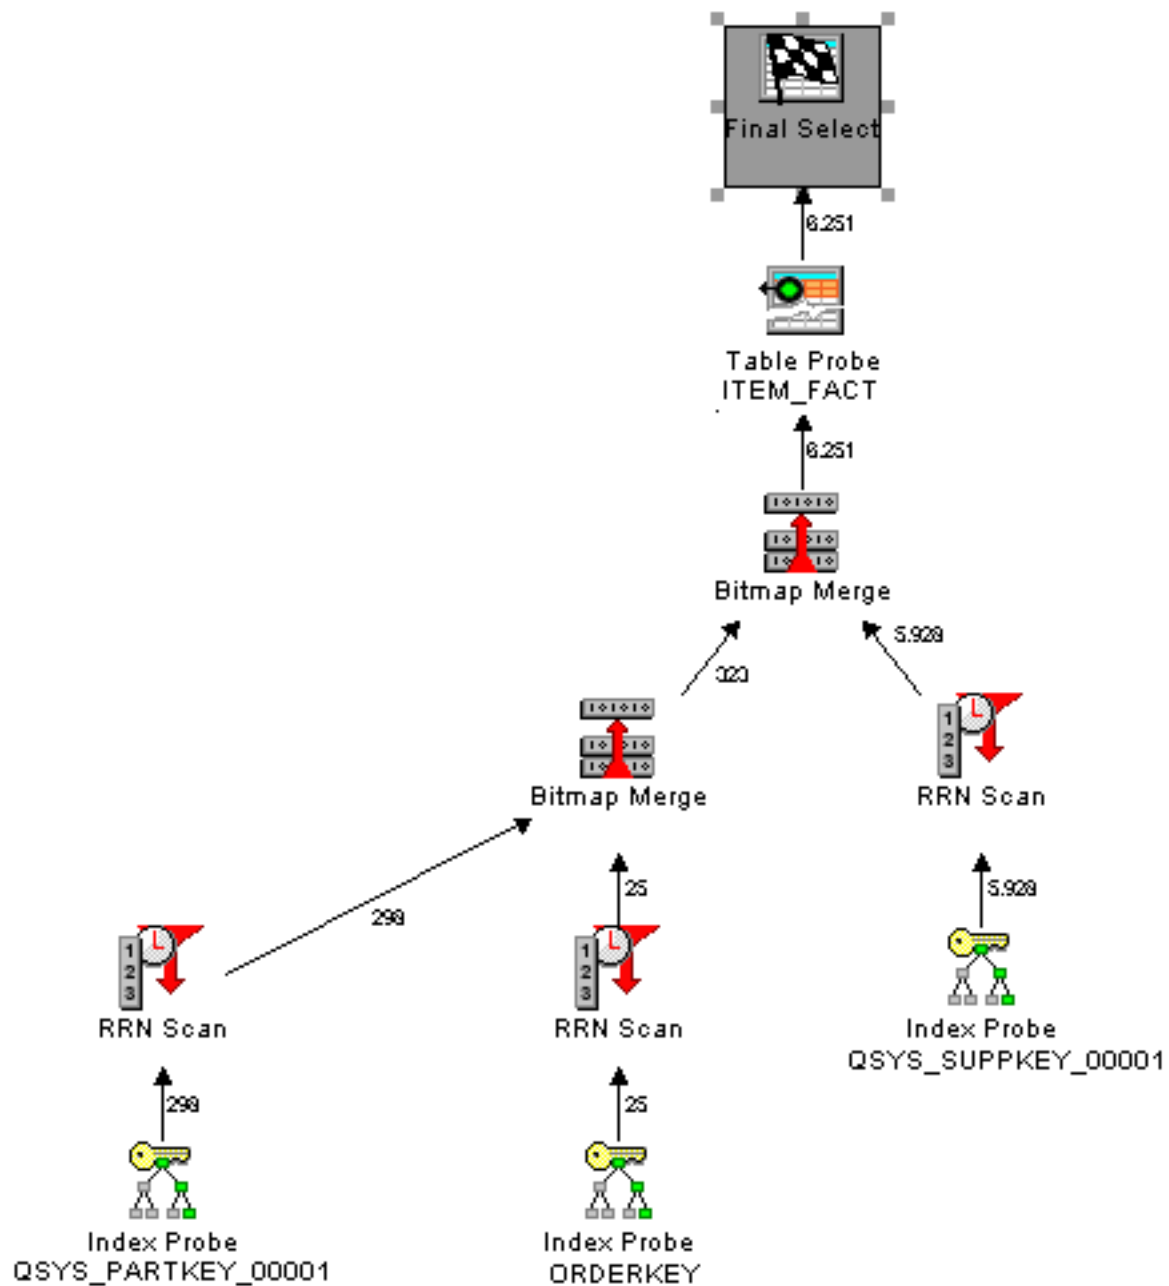 Final Select
6.251
Table Probe
ITEM_FACT
6.251
Bitmap Merge
323
5.928
Bitmap Merge
RRN Scan
298
25
5.928
RRN Scan
RRN Scan
Index Probe
QSYS_SUPPKEY_00001
298
25
Index Probe
QSYS_PARTKEY_00001
Index Probe
ORDERKEY